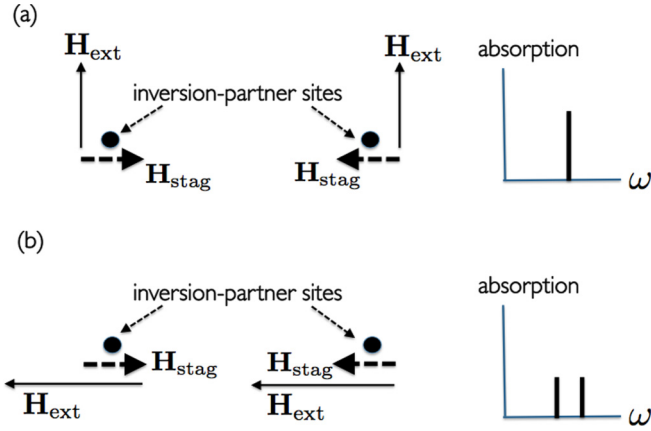 (a)
H_ext
H_ext
absorption
inversion-partner sites
H_stag
H_stag
ω
(b)
absorption
inversion-partner sites
H_stag
H_stag
H_ext
H_ext
ω